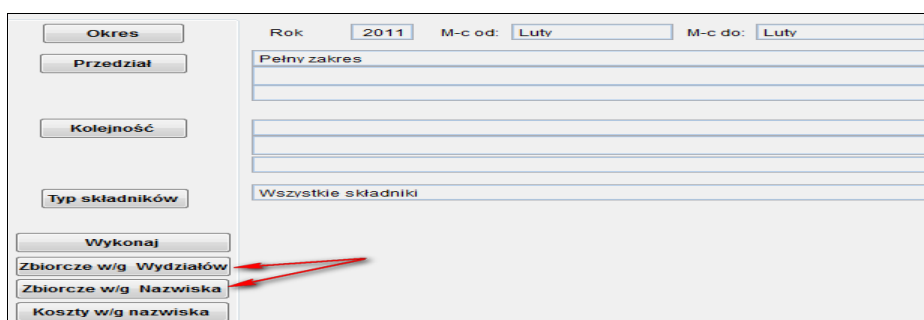 Okres Rok 2011 M-c od: Luty M-c do: Luty
Przedział Pełny zakres
Kolejność
Typ składników Wszystkie składniki
Wykonaj
Zbiorcze w/g Wydziałów
Zbiorcze w/g Nazwiska
Koszty w/g nazwiska